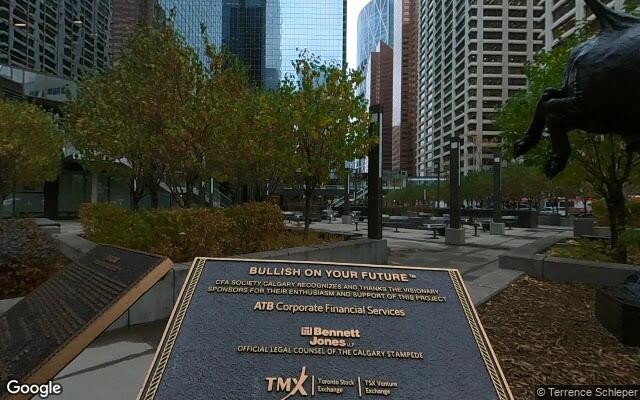 BULLISH ON YOUR FUTURE™
CFA SOCIETY CALGARY RECOGNIZES AND THANKS THE VISIONARY
SPONSORS FOR THEIR ENTHUSIASM AND SUPPORT OF THIS PROJECT
ATB Corporate Financial Services
Bennett
Jones LLP
OFFICIAL LEGAL COUNSEL OF THE CALGARY STAMPEDE
TMX
Toronto Stock
Exchange
TSX Venture
Exchange
Google
© Terrence Schleper